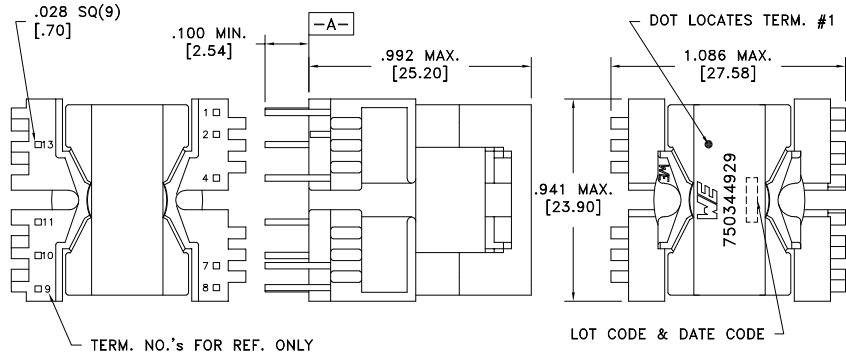 .028 SQ(9)
[.70]
.100 MIN.
[2.54]
-A-
.992 MAX.
[25.20]
DOT LOCATES TERM. #1
1.086 MAX.
[27.58]
1
2
13
4
11
10
7
9
8
.941 MAX.
[23.90]
WE
WE
750344929
TERM. NO.'s FOR REF. ONLY
LOT CODE & DATE CODE